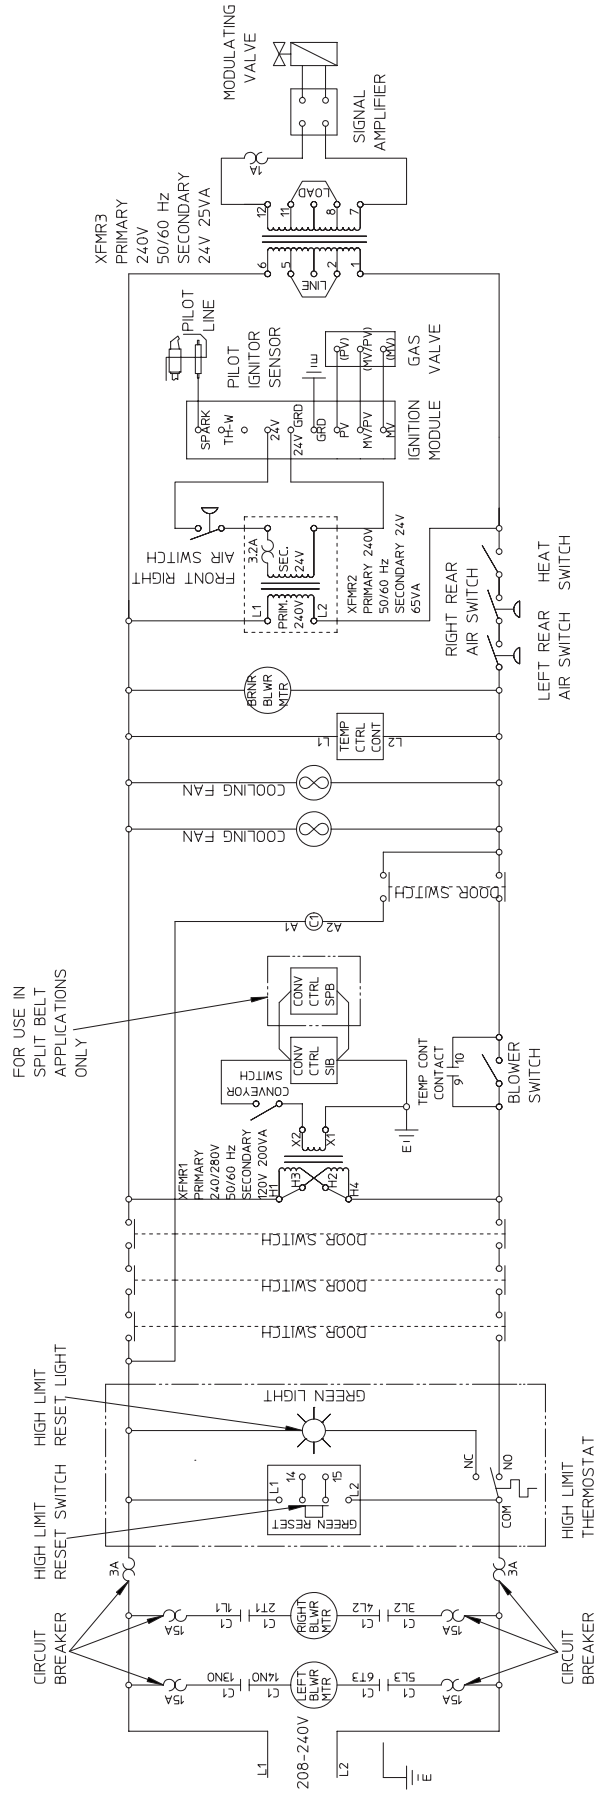 MODULATING
VALVE
SIGNAL
AMPLIFIER
1A
LOAD
12
11
8
7
XFMR3
PRIMARY
240V
50/60 Hz
SECONDARY
24V 25VA
LINE
6
5
2
1
PILOT
LINE
PILOT
IGNITOR
SENSOR
E
GAS
VALVE
(PV)
(MV/PV)
(MV)
IGNITION
MODULE
SPARK
TH-W
24V
24V GRD
GRD
PV
MV/PV
MV
FRONT RIGHT
AIR SWITCH
3.2A
SEC.
24V
PRIM.
240V
L1
L2
XFMR2
PRIMARY 240V
50/60 Hz
SECONDARY 24V
65VA
RIGHT REAR
AIR SWITCH
HEAT
SWITCH
LEFT REAR
AIR SWITCH
BRNR
BLWR
MTR
L1
TEMP
CTRL
CONT
L2
COOLING FAN
COOLING FAN
DOOR SWITCH
A1
C1
A2
FOR USE IN
SPLIT BELT
APPLICATIONS
ONLY
CONV
CTRL
SPB
CONV
CTRL
SIB
CONVEYOR
SWITCH
TEMP CONT
CONTACT
9
10
BLOWER
SWITCH
E
XFMR1
PRIMARY
240/280V
50/60 Hz
SECONDARY
120V 200VA
X2
X1
H1
H3
H2
H4
DOOR SWITCH
DOOR SWITCH
DOOR SWITCH
HIGH LIMIT
RESET LIGHT
GREEN LIGHT
HIGH LIMIT
RESET SWITCH
L1
14
15
L2
GREEN RESET
NC
NO
COM
HIGH LIMIT
THERMOSTAT
3A
3A
CIRCUIT
BREAKER
15A
C1
1L1
C1
2T1
RIGHT
BLWR
MTR
C1
4L2
C1
3L2
15A
15A
C1
13NO
C1
14NO
LEFT
BLWR
MTR
C1
6T3
C1
5L3
15A
CIRCUIT
BREAKER
L1
208-240V
L2
E